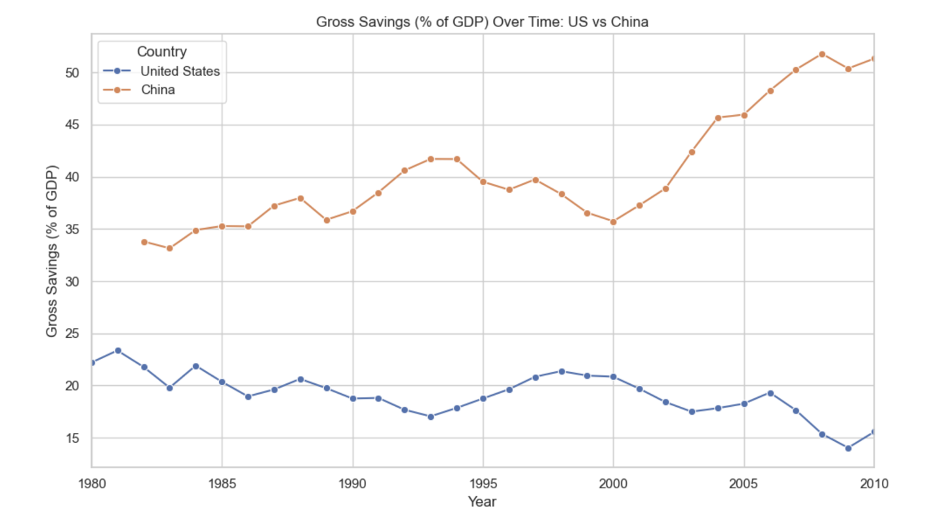 Gross Savings (% of GDP) Over Time: US vs China
Country
United States
China
Gross Savings (% of GDP)
50
45
40
35
30
25
20
15
1980 1985 1990 1995 2000 2005 2010
Year